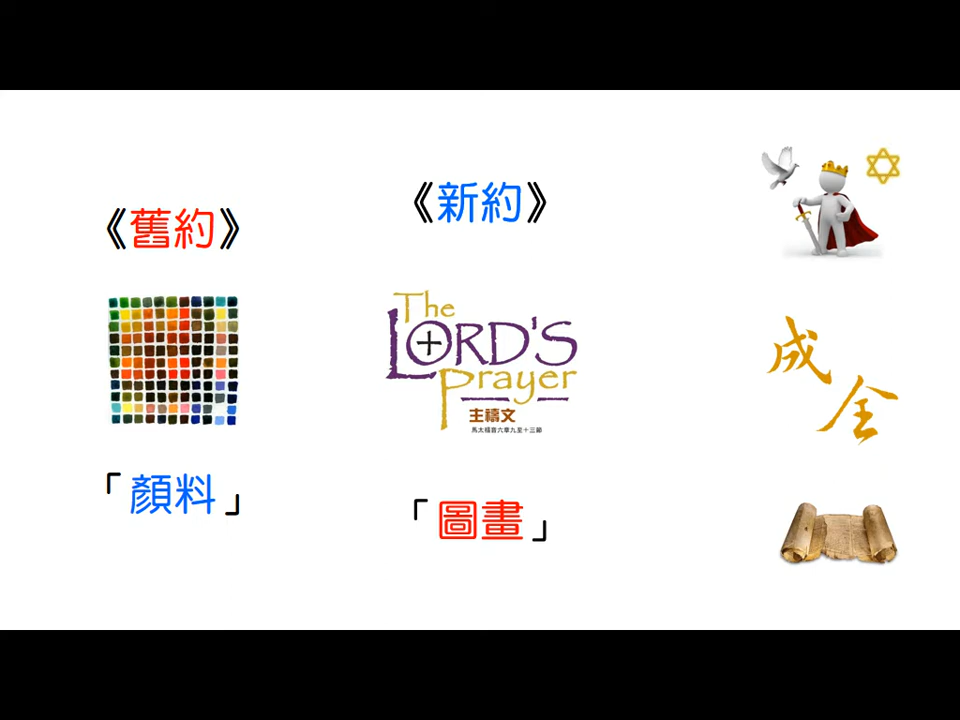 《舊約》
「顏料」
《新約》
The
LORD'S
Prayer
主禱文
馬太福音六章九至十三節
「圖畫」
成
全